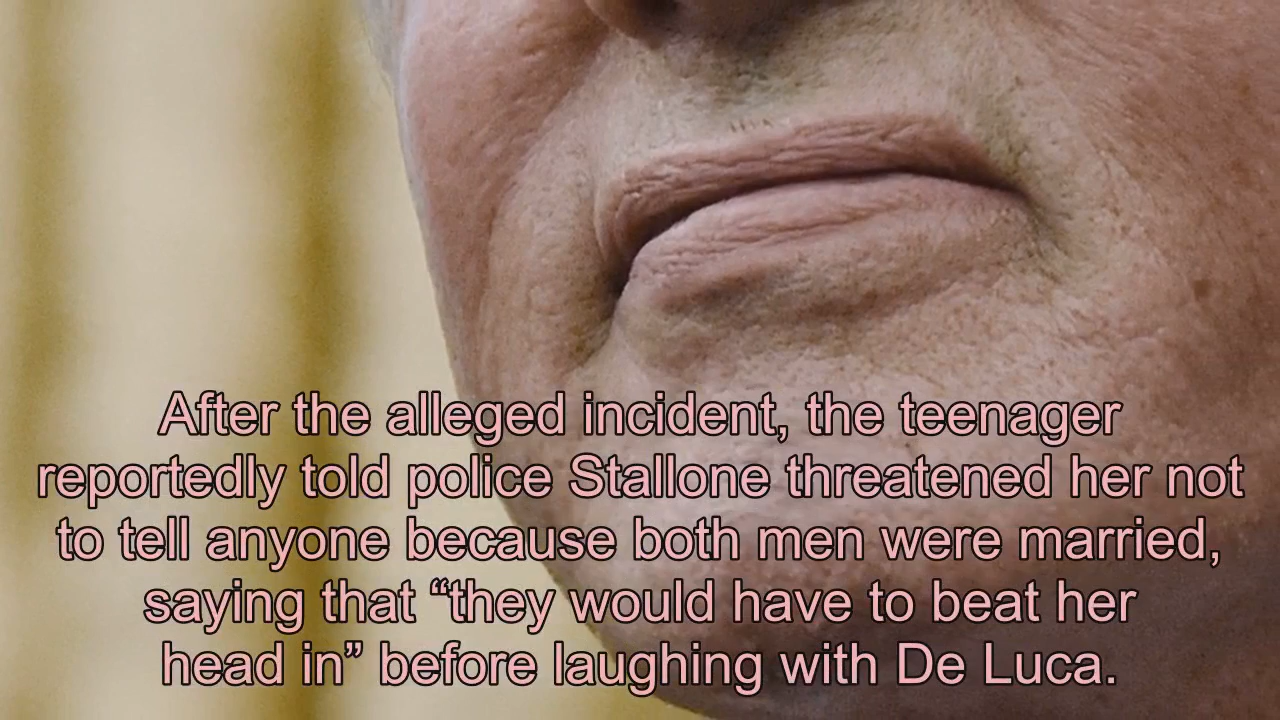 After the alleged incident, the teenager
reportedly told police Stallone threatened her not
to tell anyone because both men were married,
saying that “they would have to beat her
head in” before laughing with De Luca.